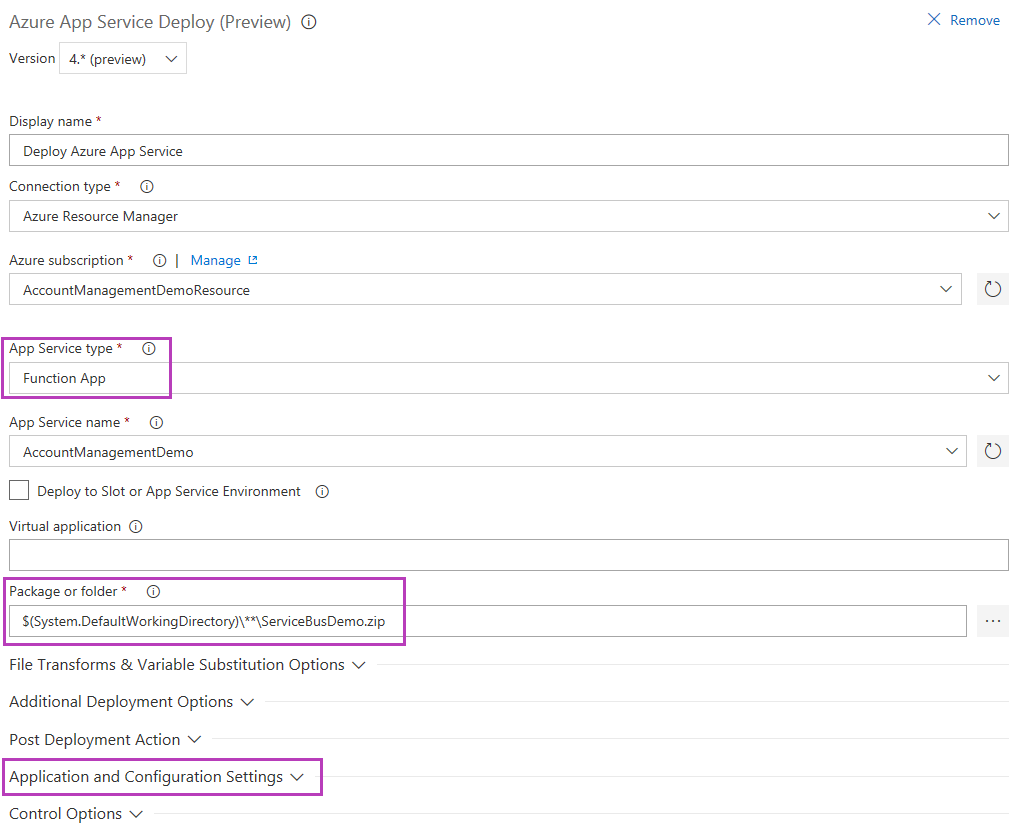 Azure App Service Deploy (Preview)
Remove
Version 4.* (preview)
Display name *
Deploy Azure App Service
Connection type *
Azure Resource Manager
Azure subscription * | Manage
AccountManagementDemoResource
App Service type *
Function App
App Service name *
AccountManagementDemo
Deploy to Slot or App Service Environment
Virtual application
Package or folder *
$(System.DefaultWorkingDirectory)\**\ServiceBusDemo.zip
...
File Transforms & Variable Substitution Options
Additional Deployment Options
Post Deployment Action
Application and Configuration Settings
Control Options